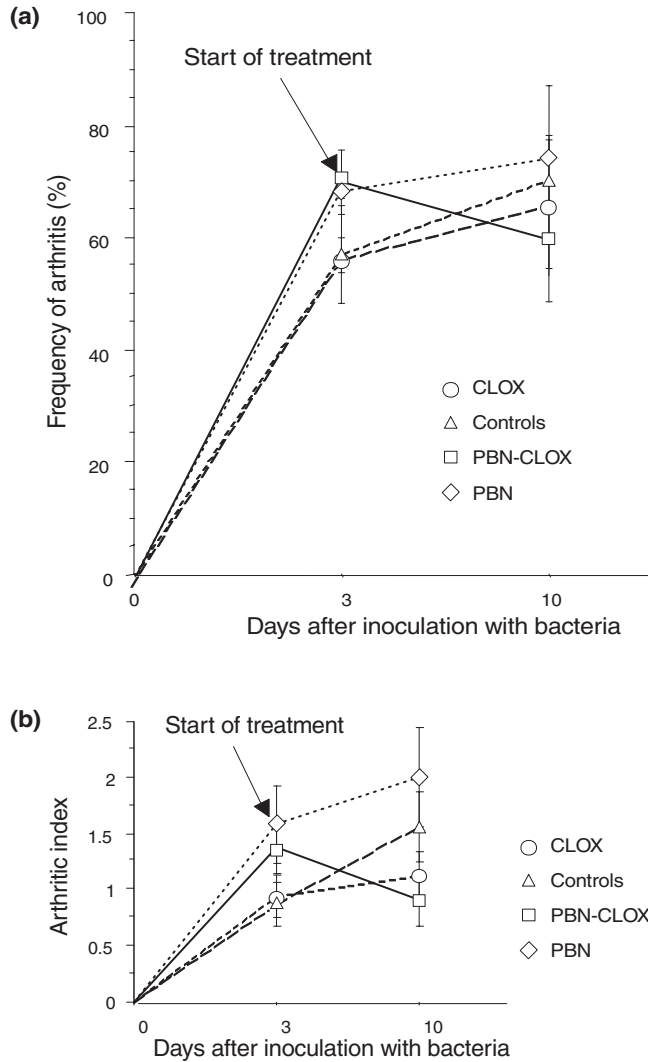 (a)
100
80
60
40
20
0
Frequency of arthritis (%)
Start of treatment
CLOX
Controls
PBN-CLOX
PBN
0 3 10
Days after inoculation with bacteria
(b)
2.5
2
1.5
1
0.5
0
Arthritic index
Start of treatment
CLOX
Controls
PBN-CLOX
PBN
0 3 10
Days after inoculation with bacteria